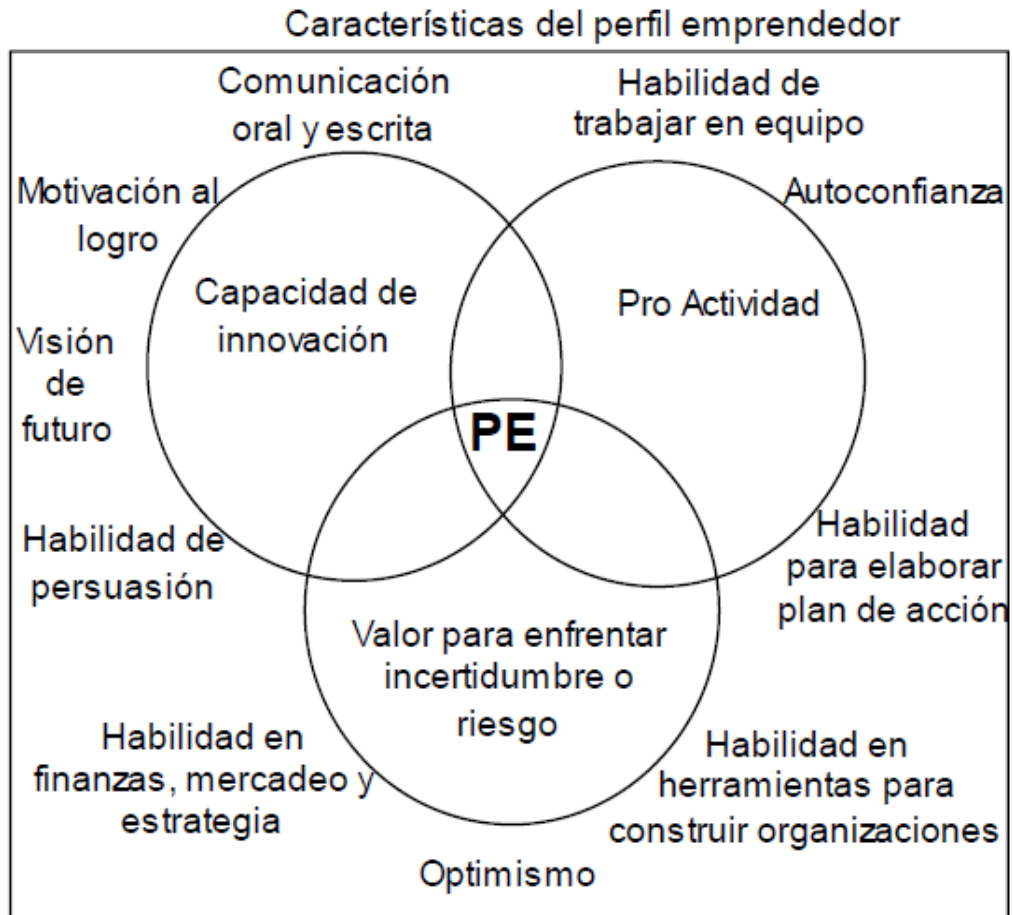 Características del perfil emprendedor
Comunicación
oral y escrita
Habilidad de
trabajar en equipo
Motivación al
logro
Autoconfianza
Capacidad de
innovación
Pro Actividad
Visión
de
futuro
PE
Habilidad de
persuasión
Habilidad
para elaborar
plan de acción
Valor para enfrentar
incertidumbre o
riesgo
Habilidad en
finanzas, mercadeo y
estrategia
Habilidad en
herramientas para
construir organizaciones
Optimismo